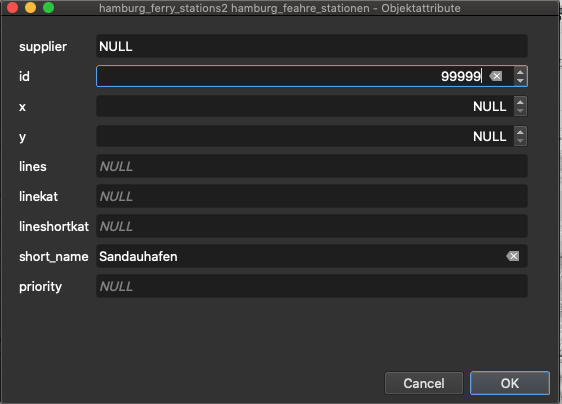 hamburg_ferry_stations2 hamburg_feahre_stationen - Objektattribute
supplier NULL
id 99999
x NULL
y NULL
lines NULL
linekat NULL
lineshortkat NULL
short_name Sandauhafen
priority NULL
Cancel OK